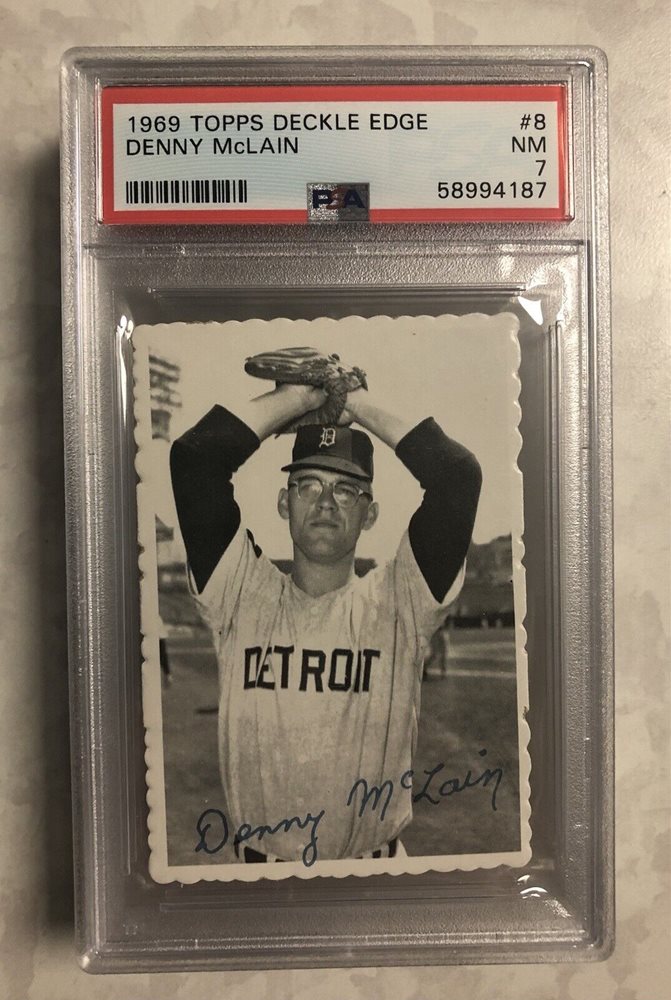 1969 TOPPS DECKLE EDGE #8
DENNY McLAIN NM
7
58994187
PSA
D
DETROIT
Denny McLain